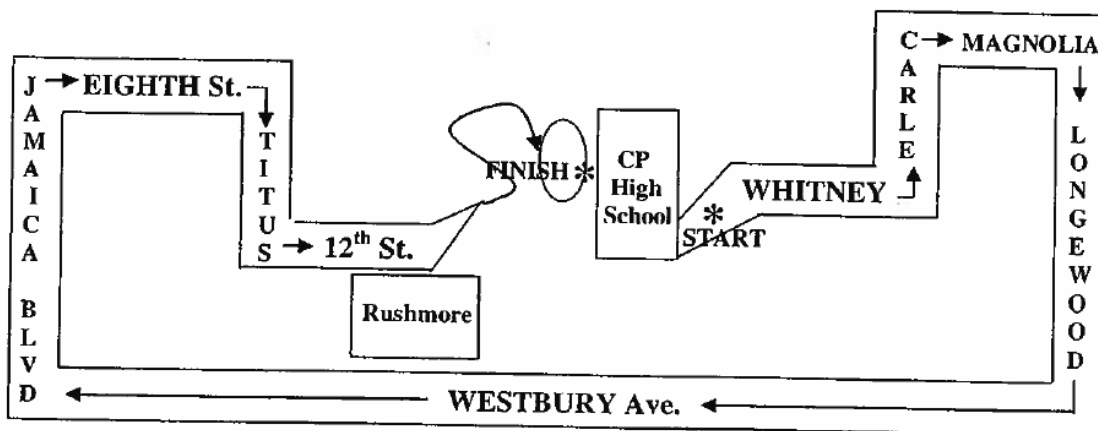 CARLE
MAGNOLIA
JAMAICA BLVD
EIGHTH St.
TITUS
LONGEWOOD
FINISH *
CP
High
School
WHITNEY
*
START
12th St.
Rushmore
WESTBURY Ave.